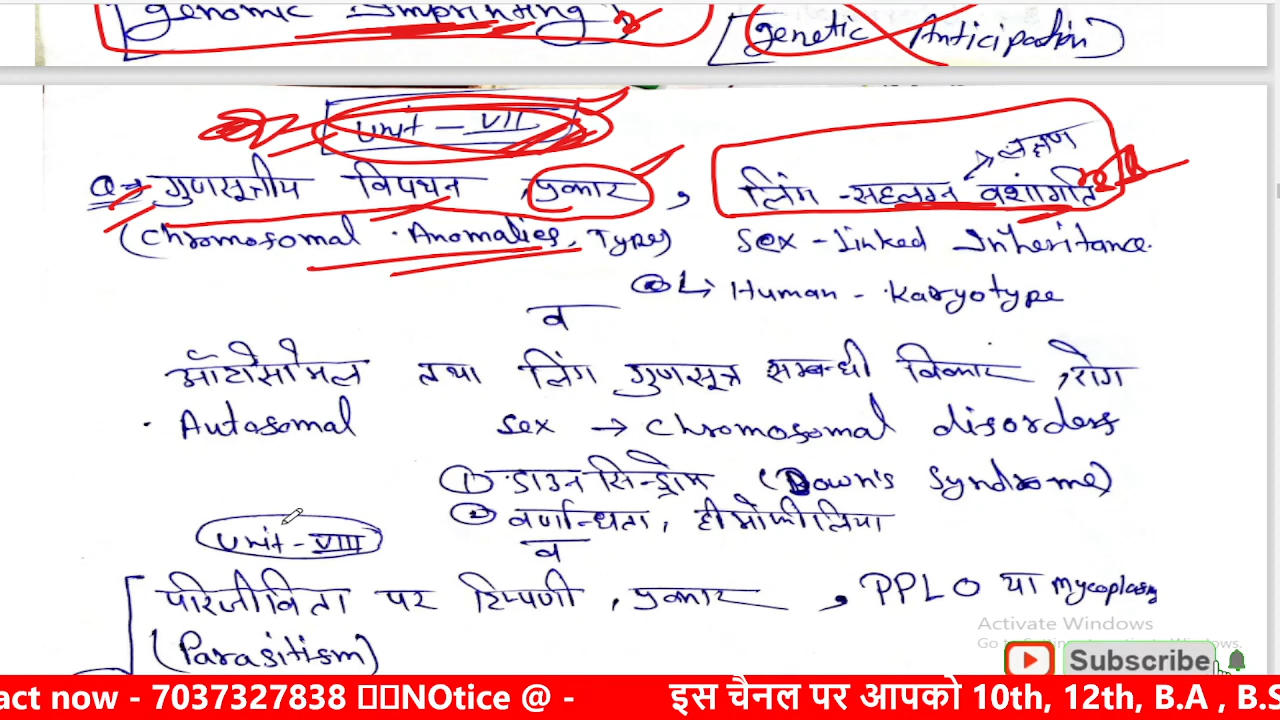 genomic Imprinting
[genetic Anticipation]
Unit - VII
Q→ गुणसूत्रीय विपथन, प्रकार, लिंग-सहलग्न वंशागति → लक्षण
(Chromosomal Anomalies, Types) Sex-linked Inheritance.
↳ Human-Karyotype
व
ऑटोसोमल तथा लिंग गुणसूत्र सम्बन्धी विकार, रोग
Autosomal Sex → Chromosomal disorders
① डाउन सिन्ड्रोम (Down's Syndrome)
② वर्णान्धता, हीमोफीलिया
Unit - VIII
व
परिजीविता पर टिप्पणी, प्रकार, PPLO या Mycoplasm
(Parasitism)
Activate Windows
Subscribe
act now - 7037327838 NOtice @ - इस चैनल पर आपको 10th, 12th, B.A , B.S